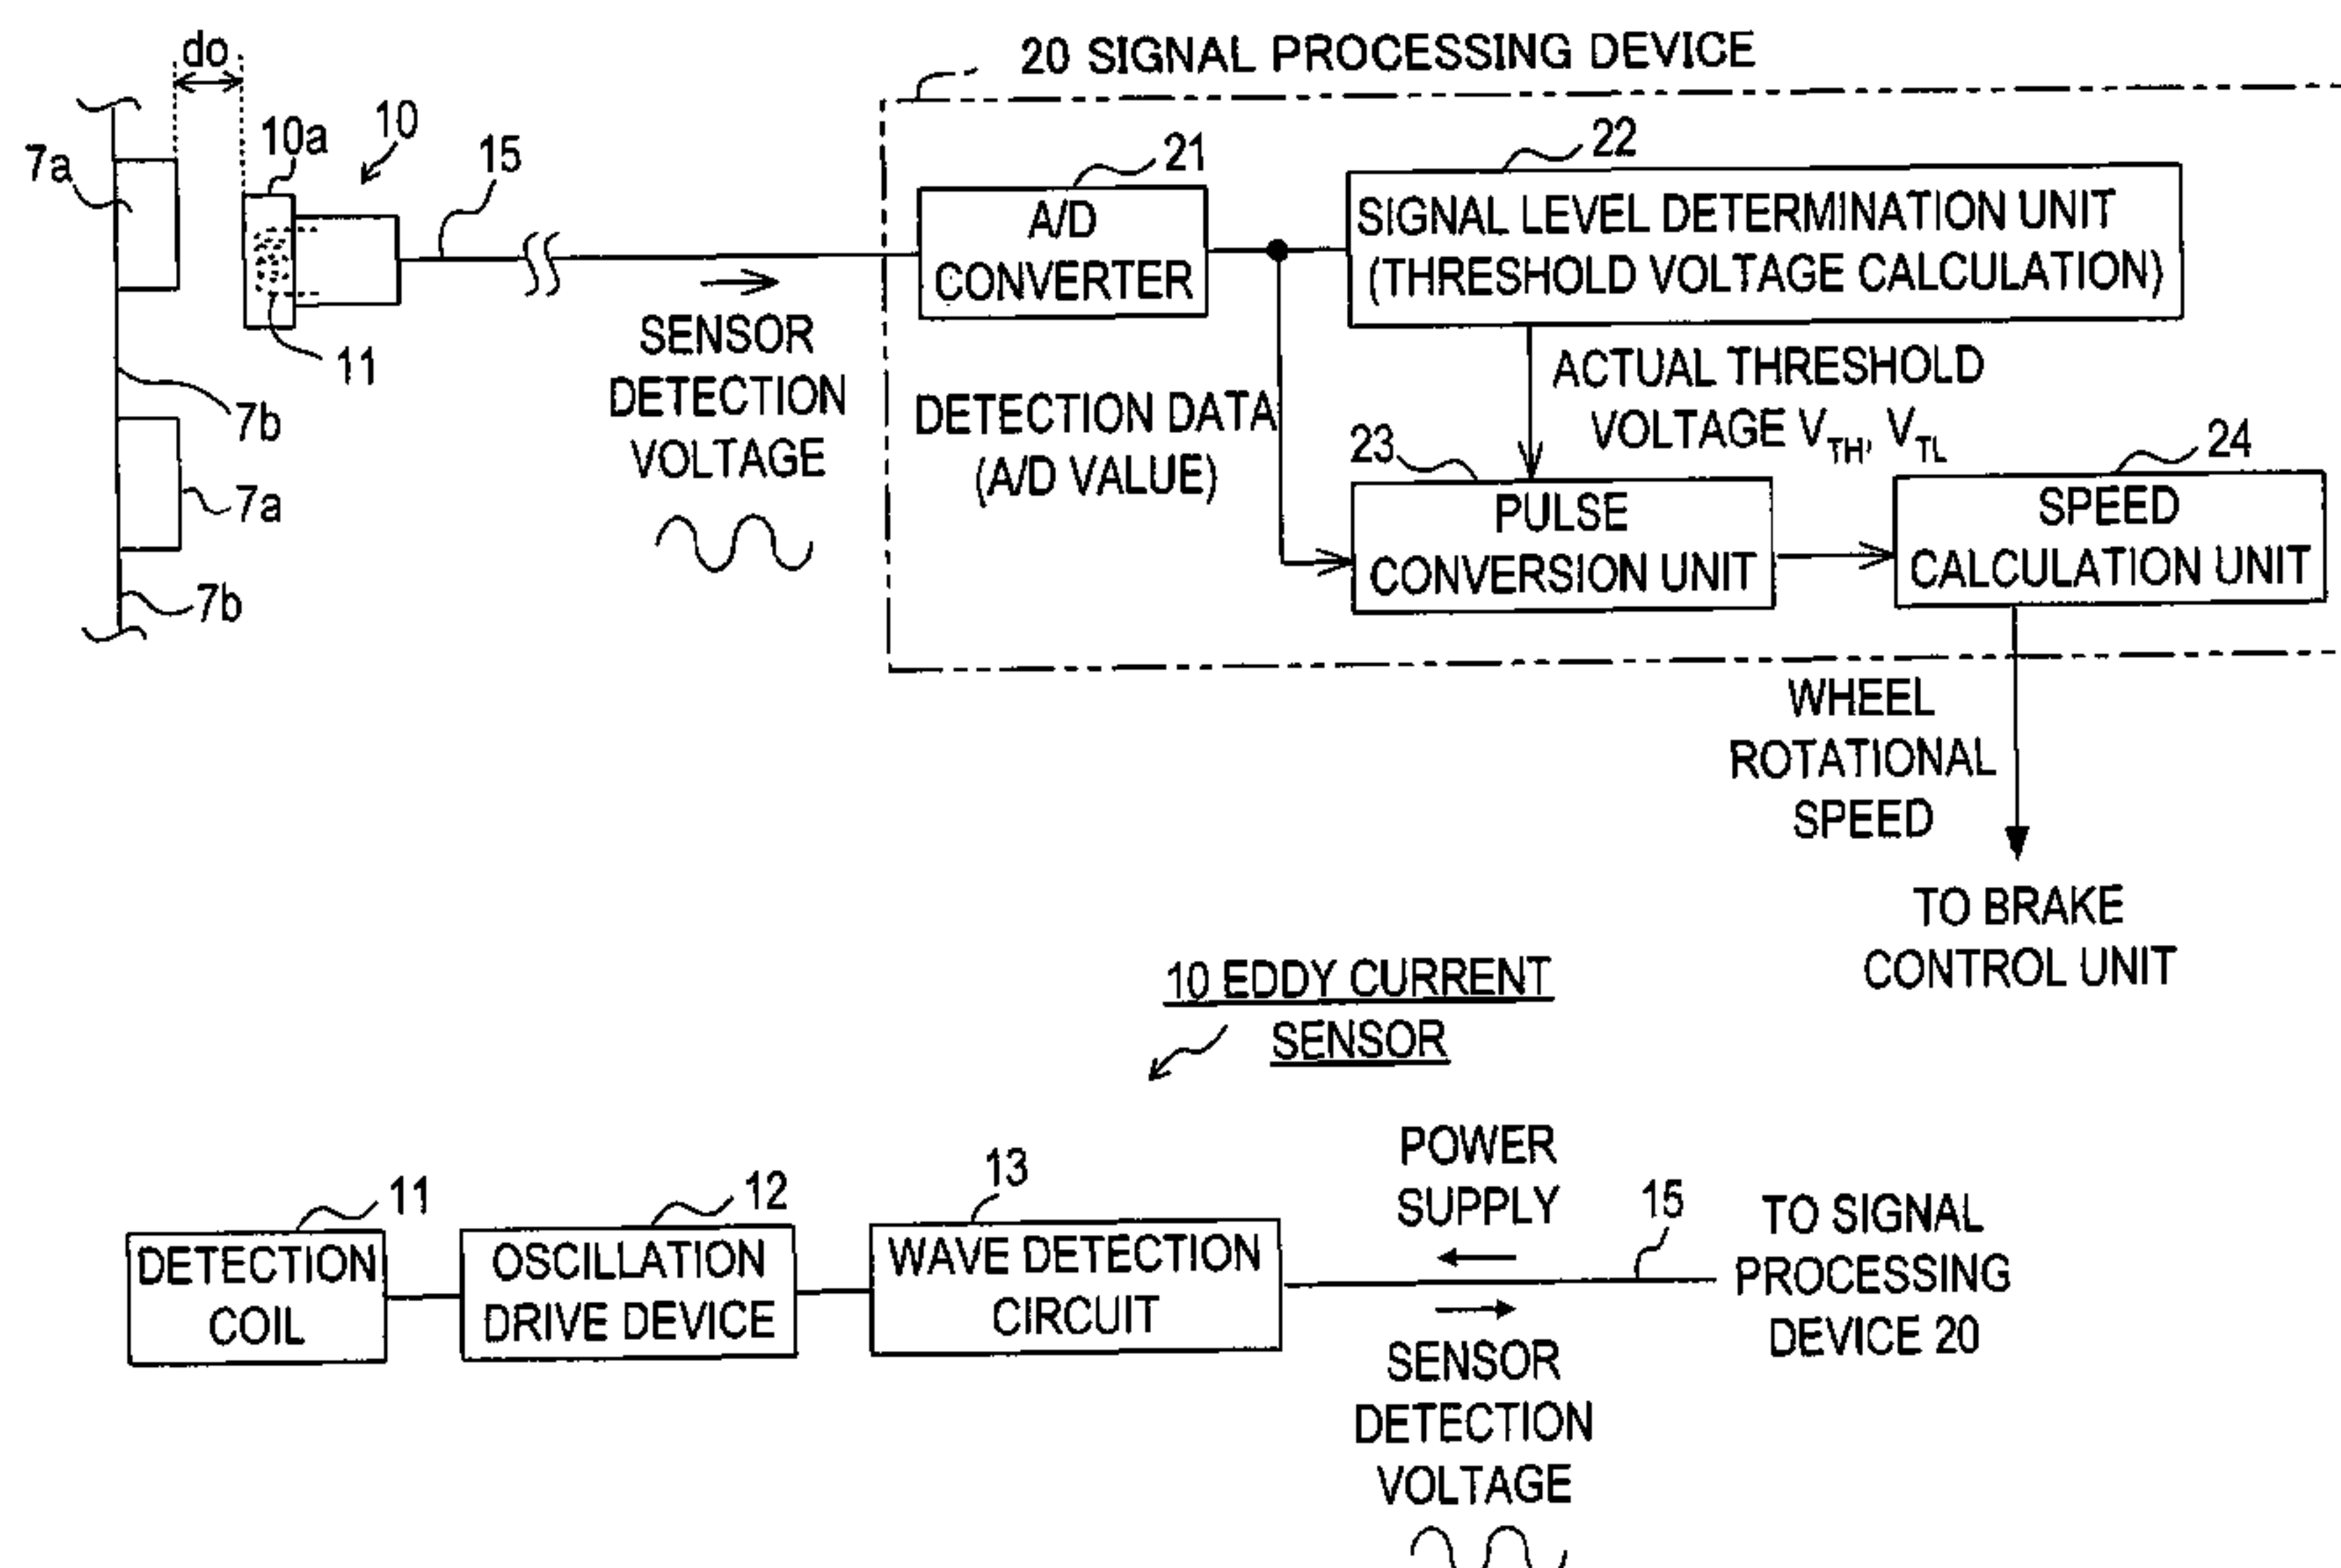 do
20 SIGNAL PROCESSING DEVICE
7a
10a
10
15
11
7b
7a
7b
SENSOR
DETECTION
VOLTAGE
21
A/D
CONVERTER
22
SIGNAL LEVEL DETERMINATION UNIT
(THRESHOLD VOLTAGE CALCULATION)
DETECTION DATA
(A/D VALUE)
ACTUAL THRESHOLD
VOLTAGE VTH, VTL
23
PULSE
CONVERSION UNIT
24
SPEED
CALCULATION UNIT
WHEEL
ROTATIONAL
SPEED
TO BRAKE
CONTROL UNIT
10 EDDY CURRENT
SENSOR
11
DETECTION
COIL
12
OSCILLATION
DRIVE DEVICE
13
WAVE DETECTION
CIRCUIT
POWER
SUPPLY
15
SENSOR
DETECTION
VOLTAGE
TO SIGNAL
PROCESSING
DEVICE 20